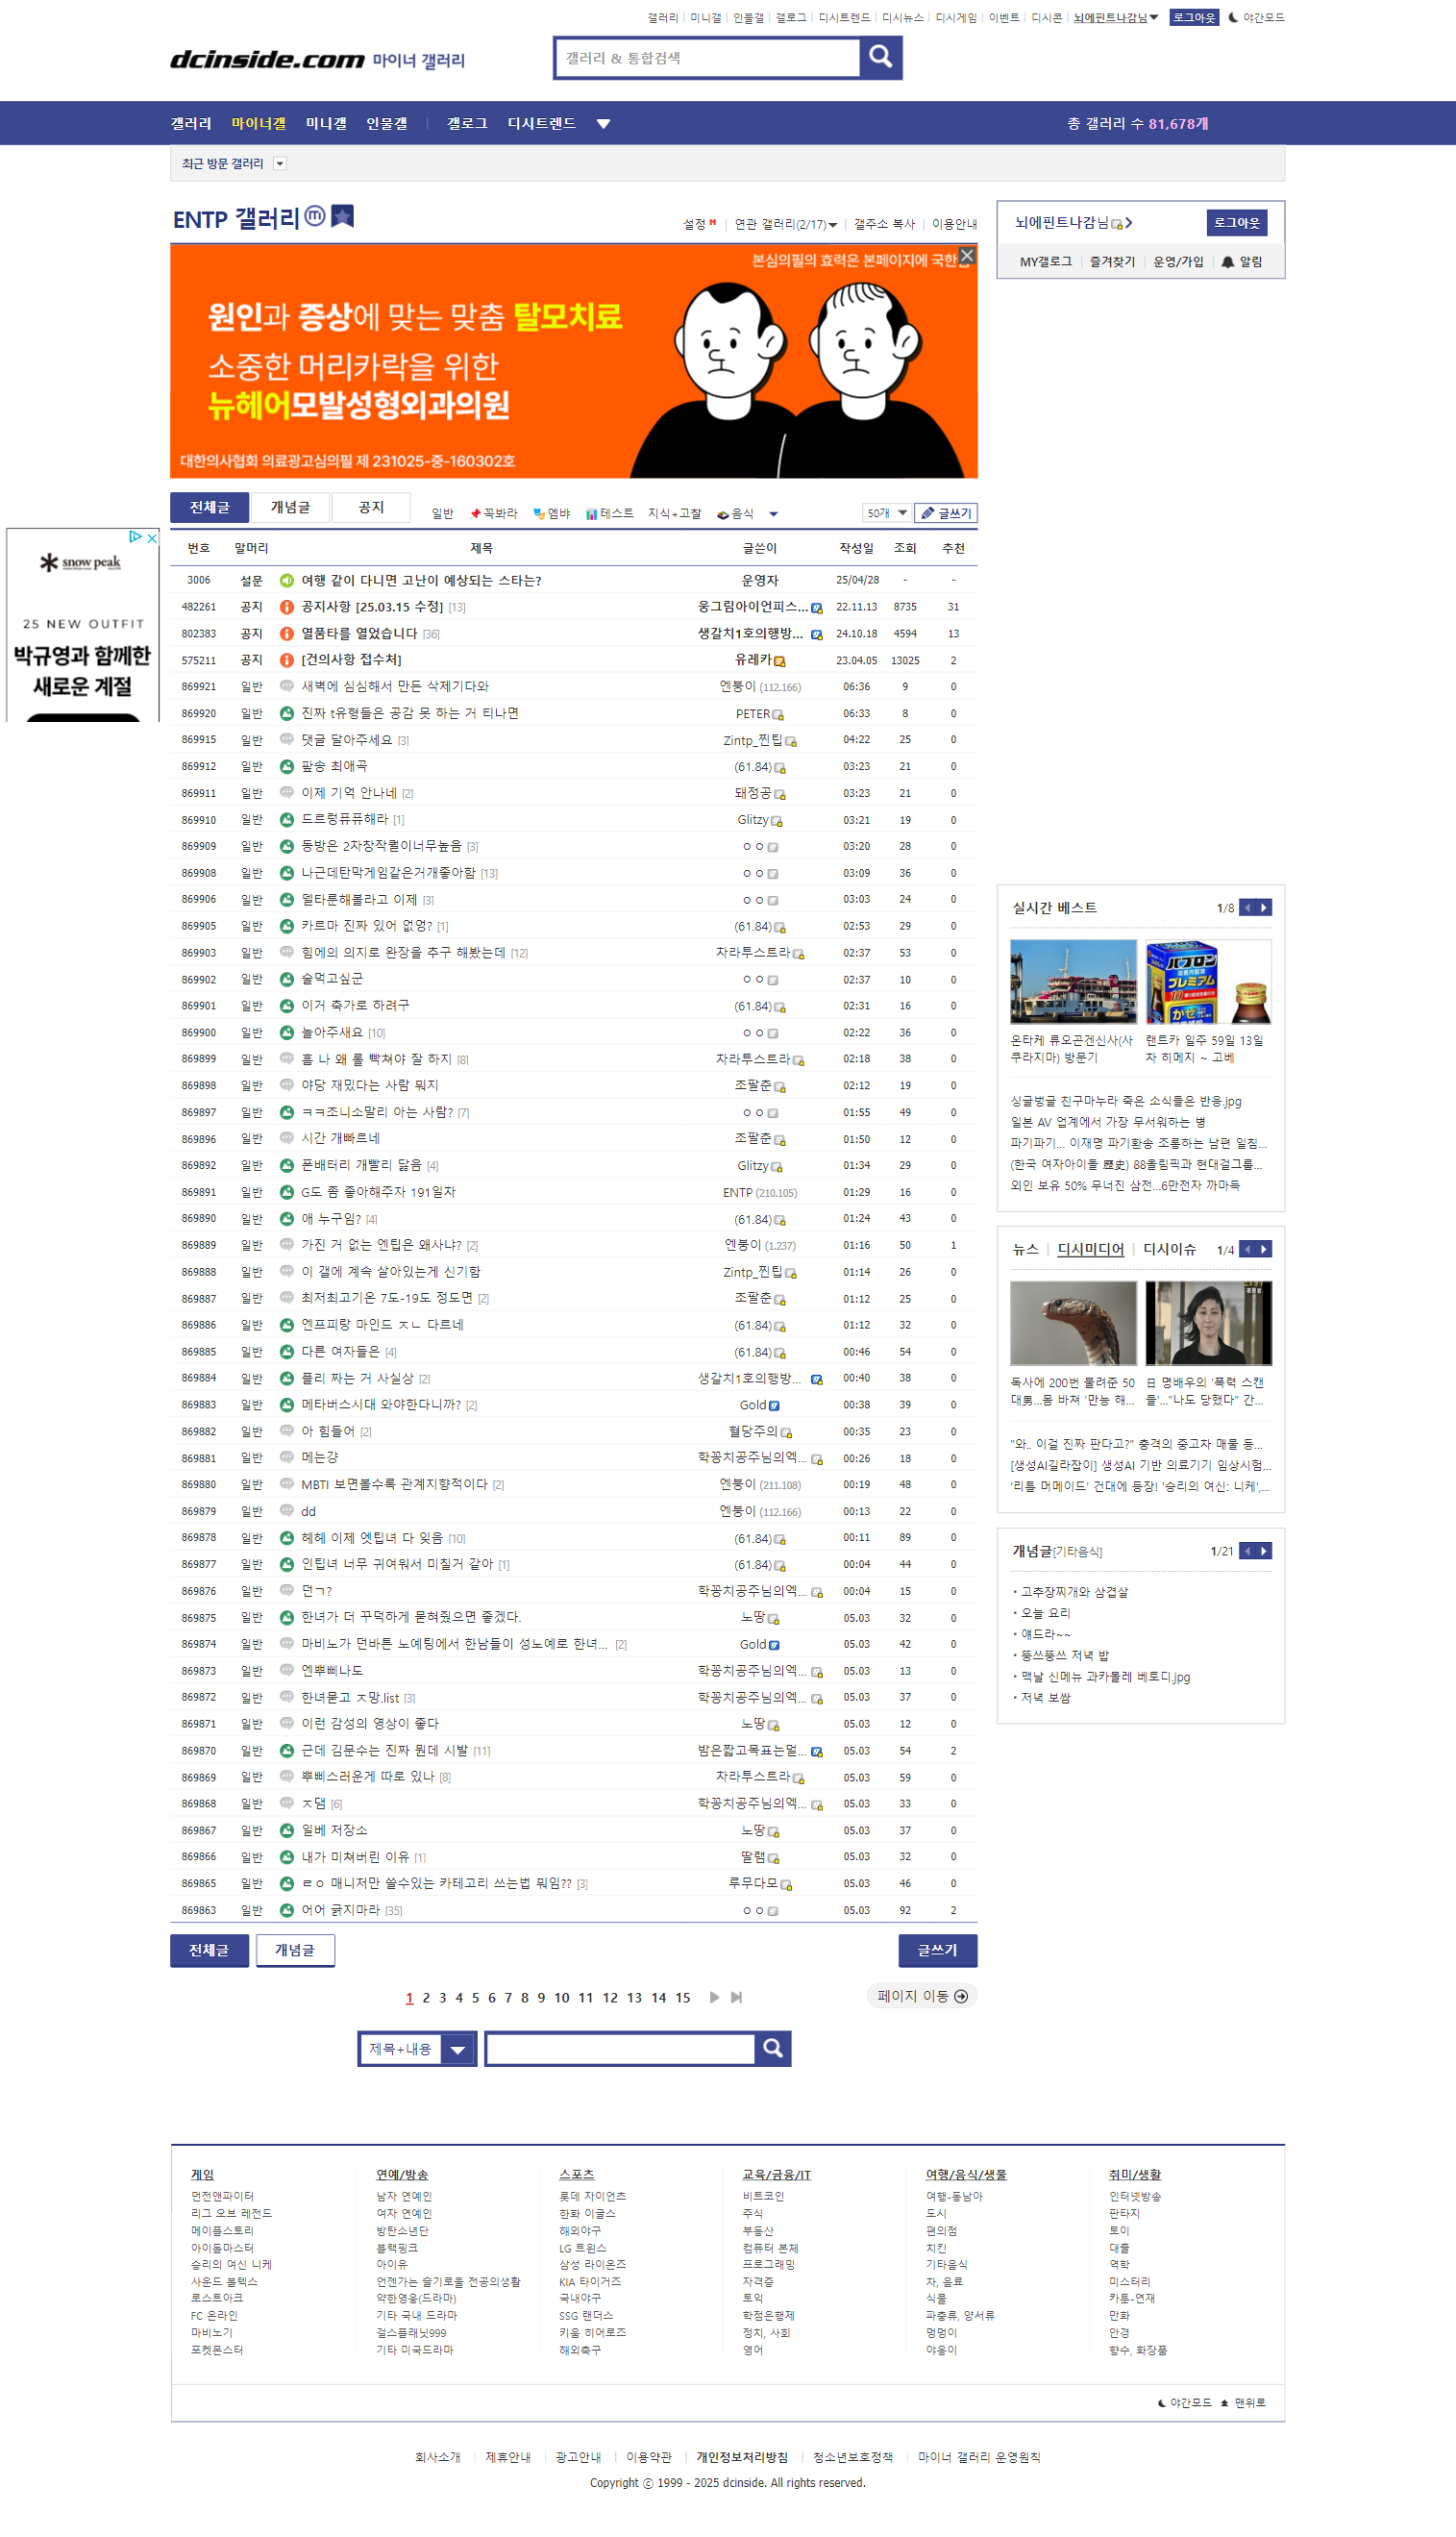 갤러리 | 미니갤 | 인물갤 | 갤로그 | 디시트렌드 | 디시뉴스 | 디시게임 | 이벤트 | 디시콘 | 뇌에핀트나감님 로그아웃 야간모드
dcinside.com 마이너 갤러리
갤러리 & 통합검색
갤러리 마이너갤 미니갤 인물갤 | 갤로그 디시트렌드
총 갤러리 수 81,678개
최근 방문 갤러리
ENTP 갤러리 ⓜ
설정 N | 연관 갤러리(2/17) | 갤주소 복사 | 이용안내
뇌에핀트나감님 로그아웃
MY갤로그 | 즐겨찾기 | 운영/가입 | 알림
본심의필의 효력은 본페이지에 국한
원인과 증상에 맞는 맞춤 탈모치료
소중한 머리카락을 위한
뉴헤어모발성형외과의원
대한의사협회 의료광고심의필 제 231025-중-160302호
snow peak
25 NEW OUTFIT
박규영과 함께한
새로운 계절
전체글 개념글 공지 일반 꼭봐라 엠뱌 테스트 지식+고찰 음식 50개 글쓰기
번호 말머리 제목 글쓴이 작성일 조회 추천
3006 설문 여행 같이 다니면 고난이 예상되는 스타는? 운영자 25/04/28 - -
482261 공지 공지사항 [25.03.15 수정] [13] 웅그림아이언피스... 22.11.13 8735 31
802383 공지 열품타를 열었습니다 [36] 생갈치1호의행방... 24.10.18 4594 13
575211 공지 [건의사항 접수처] 유레카 23.04.05 13025 2
869921 일반 새벽에 심심해서 만든 삭제기다와 엔붕이 (112.166) 06:36 9 0
869920 일반 진짜 t유형들은 공감 못 하는 거 티나면 PETER 06:33 8 0
869915 일반 댓글 달아주세요 [3] Zintp_찐팁 04:22 25 0
869912 일반 팦송 최애곡 (61.84) 03:23 21 0
869911 일반 이제 기억 안나네 [2] 돼정공 03:23 21 0
869910 일반 드르렁퓨퓨해라 [1] Glitzy 03:21 19 0
869909 일반 동방은 2차창작퀄이너무높음 [3] ㅇㅇ 03:20 28 0
869908 일반 나근데탄막게임같은거개좋아함 [13] ㅇㅇ 03:09 36 0
869906 일반 델타룬해볼라고 이제 [3] ㅇㅇ 03:03 24 0
869905 일반 카르마 진짜 있어 없엉? [1] (61.84) 02:53 29 0
869903 일반 힘에의 의지로 완장을 추구 해봤는데 [12] 차라투스트라 02:37 53 0
869902 일반 술먹고싶군 ㅇㅇ 02:37 10 0
869901 일반 이거 축가로 하려구 (61.84) 02:31 16 0
869900 일반 놀아주새요 [10] ㅇㅇ 02:22 36 0
869899 일반 흠 나 왜 롤 빡쳐야 잘 하지 [8] 차라투스트라 02:18 38 0
869898 일반 야당 재밌다는 사람 뭐지 조팔춘 02:12 19 0
869897 일반 ㅋㅋ조니소말리 아는 사람? [7] ㅇㅇ 01:55 49 0
869896 일반 시간 개빠르네 조팔춘 01:50 12 0
869892 일반 폰배터리 개빨리 닳음 [4] Glitzy 01:34 29 0
869891 일반 G도 좀 좋아해주자 191일차 ENTP (210.105) 01:29 16 0
869890 일반 얘 누구임? [4] (61.84) 01:24 43 0
869889 일반 가진 거 없는 엔팁은 왜사냐? [2] 엔붕이 (1.237) 01:16 50 1
869888 일반 이 갤에 계속 살아있는게 신기함 Zintp_찐팁 01:14 26 0
869887 일반 최저최고기온 7도-19도 정도면 [2] 조팔춘 01:12 25 0
869886 일반 엔프피랑 마인드 ㅈㄴ 다르네 (61.84) 01:12 32 0
869885 일반 다른 여자들은 [4] (61.84) 00:46 54 0
869884 일반 플리 짜는 거 사실상 [2] 생갈치1호의행방... 00:40 38 0
869883 일반 메타버스시대 와야한다니까? [2] Gold 00:38 39 0
869882 일반 아 힘들어 [2] 혈당주의 00:35 23 0
869881 일반 메는걍 학꽁치공주님의엑... 00:26 18 0
869880 일반 MBTI 보면볼수록 관계지향적이다 [2] 엔붕이 (211.108) 00:19 48 0
869879 일반 dd 엔붕이 (112.166) 00:13 22 0
869878 일반 헤헤 이제 엣팁녀 다 잊음 [10] (61.84) 00:11 89 0
869877 일반 인팁녀 너무 귀여워서 미칠거 같아 [1] (61.84) 00:04 44 0
869876 일반 던ㄱ? 학꽁치공주님의엑... 00:04 15 0
869875 일반 한녀가 더 꾸덕하게 묻혀줬으면 좋겠다. 노땅 05.03 32 0
869874 일반 마비노가 던바튼 노예팅에서 한남들이 성노예로 한녀... [2] Gold 05.03 42 0
869873 일반 엔뿌삐나도 학꽁치공주님의엑... 05.03 13 0
869872 일반 한녀묻고 ㅈ망.list [3] 학꽁치공주님의엑... 05.03 37 0
869871 일반 이런 감성의 영상이 좋다 노땅 05.03 12 0
869870 일반 근데 김문수는 진짜 뭔데 시발 [11] 밤은짧고목표는멀... 05.03 54 2
869869 일반 뿌삐스러운게 따로 있나 [8] 차라투스트라 05.03 59 0
869868 일반 ㅈ댐 [6] 학꽁치공주님의엑... 05.03 33 0
869867 일반 일베 저장소 노땅 05.03 37 0
869866 일반 내가 미쳐버린 이유 [1] 딸램 05.03 32 0
869865 일반 ㄹㅇ 매니저만 쓸수있는 카테고리 쓰는법 뭐임?? [3] 루무다모 05.03 46 0
869863 일반 어어 긁지마라 [35] ㅇㅇ 05.03 92 2
전체글 개념글 글쓰기
1 2 3 4 5 6 7 8 9 10 11 12 13 14 15 페이지 이동
제목+내용
실시간 베스트 1/8
온타케 류오곤겐신사(사쿠라지마) 방문기
랜트카 일주 59일 13일차 히메지 ~ 고베
싱글벙글 친구마누라 죽은 소식들은 반응.jpg
일본 AV 업계에서 가장 무서워하는 병
파기파기... 이재명 파기환송 조롱하는 남편 일침...
(한국 여자아이돌 歷史) 88올림픽과 현대걸그룹...
외인 보유 50% 무너진 삼전...6만전자 까마득
뉴스 | 디시미디어 | 디시이슈 1/4
독사에 200번 물려준 50대男...몸 바쳐 '만능 해...
日 명배우의 '폭력 스캔들'..."나도 당했다" 간...
"와.. 이걸 진짜 판다고?" 충격의 중고차 매물 등...
[생성AI길라잡이] 생성AI 기반 의료기기 임상시험...
'리틀 머메이드' 건대에 등장! '승리의 여신: 니케',...
개념글[기타음식] 1/21
고추장찌개와 삼겹살
오늘 요리
얘드라~~
뚱쓰뚱쓰 저녁 밥
맥날 신메뉴 과카몰레 베토디.jpg
저녁 보쌈
게임
던전앤파이터
리그 오브 레전드
메이플스토리
아이돌마스터
승리의 여신 니케
사운드 볼텍스
로스트아크
FC 온라인
마비노기
포켓몬스터
연예/방송
남자 연예인
여자 연예인
방탄소년단
블랙핑크
아이유
언젠가는 슬기로울 전공의생활
약한영웅(드라마)
기타 국내 드라마
걸스플래닛999
기타 미국드라마
스포츠
롯데 자이언츠
한화 이글스
해외야구
LG 트윈스
삼성 라이온즈
KIA 타이거즈
국내야구
SSG 랜더스
키움 히어로즈
해외축구
교육/금융/IT
비트코인
주식
부동산
컴퓨터 본체
프로그래밍
자격증
토익
학점은행제
정치, 사회
영어
여행/음식/생물
여행-동남아
도시
편의점
치킨
기타음식
차, 음료
식물
파충류, 양서류
멍멍이
야옹이
취미/생활
인터넷방송
판타지
토이
대출
역학
미스터리
카툰-연재
만화
안경
향수, 화장품
야간모드 맨위로
회사소개 | 제휴안내 | 광고안내 | 이용약관 | 개인정보처리방침 | 청소년보호정책 | 마이너 갤러리 운영원칙
Copyright ⓒ 1999 - 2025 dcinside. All rights reserved.